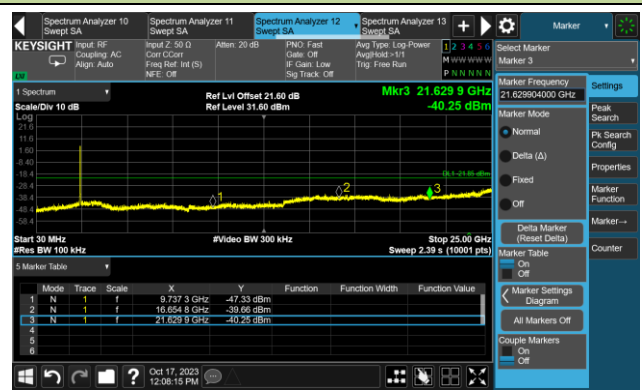 Spectrum Analyzer 10
Swept SA
Spectrum Analyzer 11
Swept SA
Spectrum Analyzer 12
Swept SA
Spectrum Analyzer 13
Swept SA
Marker
KEYSIGHT
Input: RF
Coupling: AC
Align: Auto
Input Z: 50 Ω
Corr CCorr
Freq Ref: Int (S)
NFE: Off
Atten: 20 dB
PNO: Fast
Gate: Off
IF Gain: Low
Sig Track: Off
Avg Type: Log-Power
Avg|Hold:>1/1
Trig: Free Run
1 2 3 4 5 6
M W W W W W
P N N N N N
LVI
1 Spectrum
Scale/Div 10 dB
Log
Ref Lvl Offset 21.60 dB
Ref Level 31.60 dBm
Mkr3 21.629 9 GHz
-40.25 dBm
21.6
11.6
1.60
-8.40
-18.4
-28.4
-38.4
-48.4
-58.4
DL1 -21.65 dBm
1
2
3
Start 30 MHz
#Res BW 100 kHz
#Video BW 300 kHz
Stop 25.00 GHz
Sweep 2.39 s (10001 pts)
5 Marker Table
Mode Trace Scale X Y Function Function Width Function Value
1 N 1 f 9.737 3 GHz -47.33 dBm
2 N 1 f 16.654 8 GHz -39.66 dBm
3 N 1 f 21.629 9 GHz -40.25 dBm
4
5
6
Oct 17, 2023
12:08:15 PM
Select Marker
Marker 3
Marker Frequency
21.629904000 GHz
Marker Mode
Normal
Delta (Δ)
Fixed
Off
Delta Marker
(Reset Delta)
Marker Table
On
Off
Marker Settings
Diagram
All Markers Off
Couple Markers
On
Off
Settings
Peak
Search
Pk Search
Config
Properties
Marker
Function
Marker→
Counter